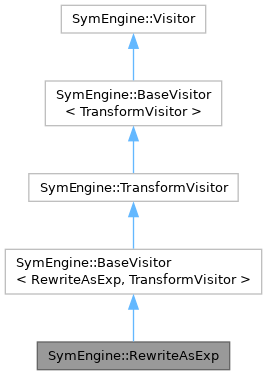 SymEngine::Visitor
SymEngine::BaseVisitor
< TransformVisitor >
SymEngine::TransformVisitor
SymEngine::BaseVisitor
< RewriteAsExp, TransformVisitor >
SymEngine::RewriteAsExp